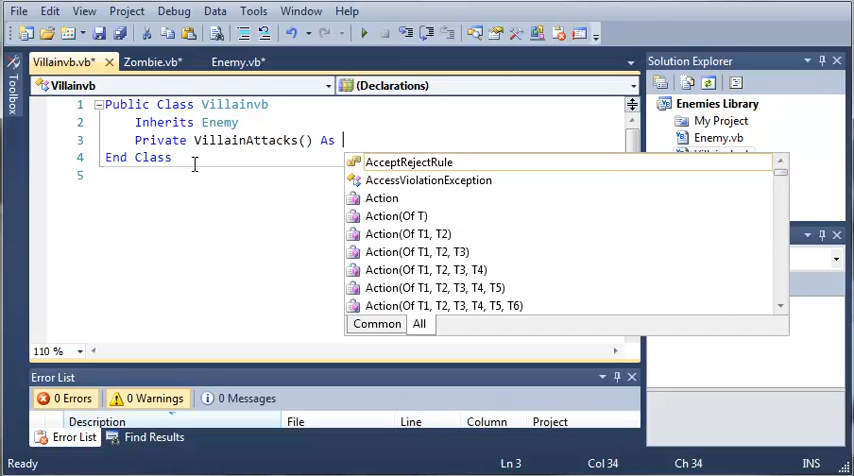 File Edit View Project Build Debug Data Tools Window Help
Villainvb.vb* Zombie.vb* Enemy.vb*
Solution Explorer
Toolbox
Villainvb (Declarations)
1 Public Class Villainvb
2 Inherits Enemy
3 Private VillainAttacks() As
4 End Class
5
AcceptRejectRule
AccessViolationException
Action
Action(Of T)
Action(Of T1, T2)
Action(Of T1, T2, T3)
Action(Of T1, T2, T3, T4)
Action(Of T1, T2, T3, T4, T5)
Action(Of T1, T2, T3, T4, T5, T6)
Common All
Enemies Library
My Project
Enemy.vb
110 %
Error List
0 Errors 0 Warnings 0 Messages
Description File Line Column Project
Error List Find Results
Ready Ln 3 Col 34 Ch 34